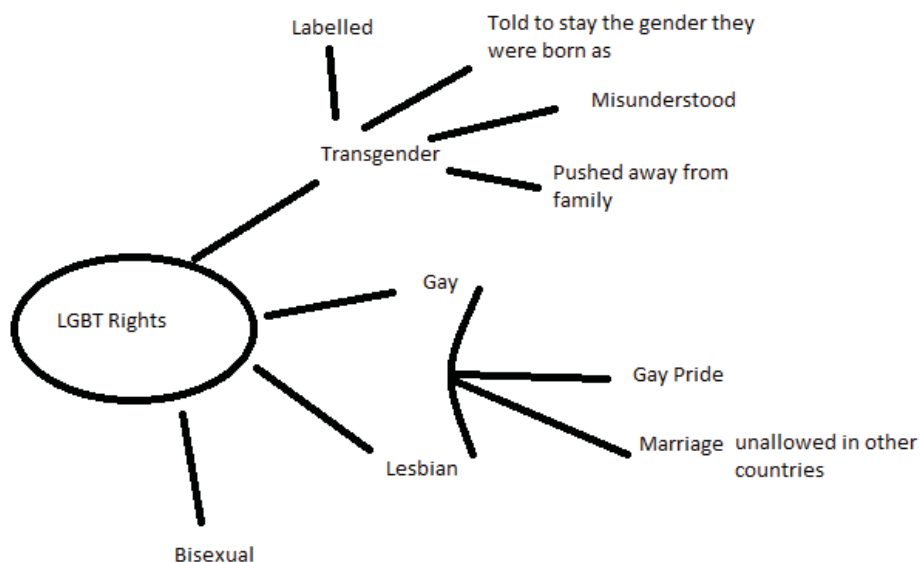 Labelled
Told to stay the gender they
were born as
Misunderstood
Transgender
Pushed away from
family
Gay
LGBT Rights
Gay Pride
Marriage unallowed in other
countries
Lesbian
Bisexual